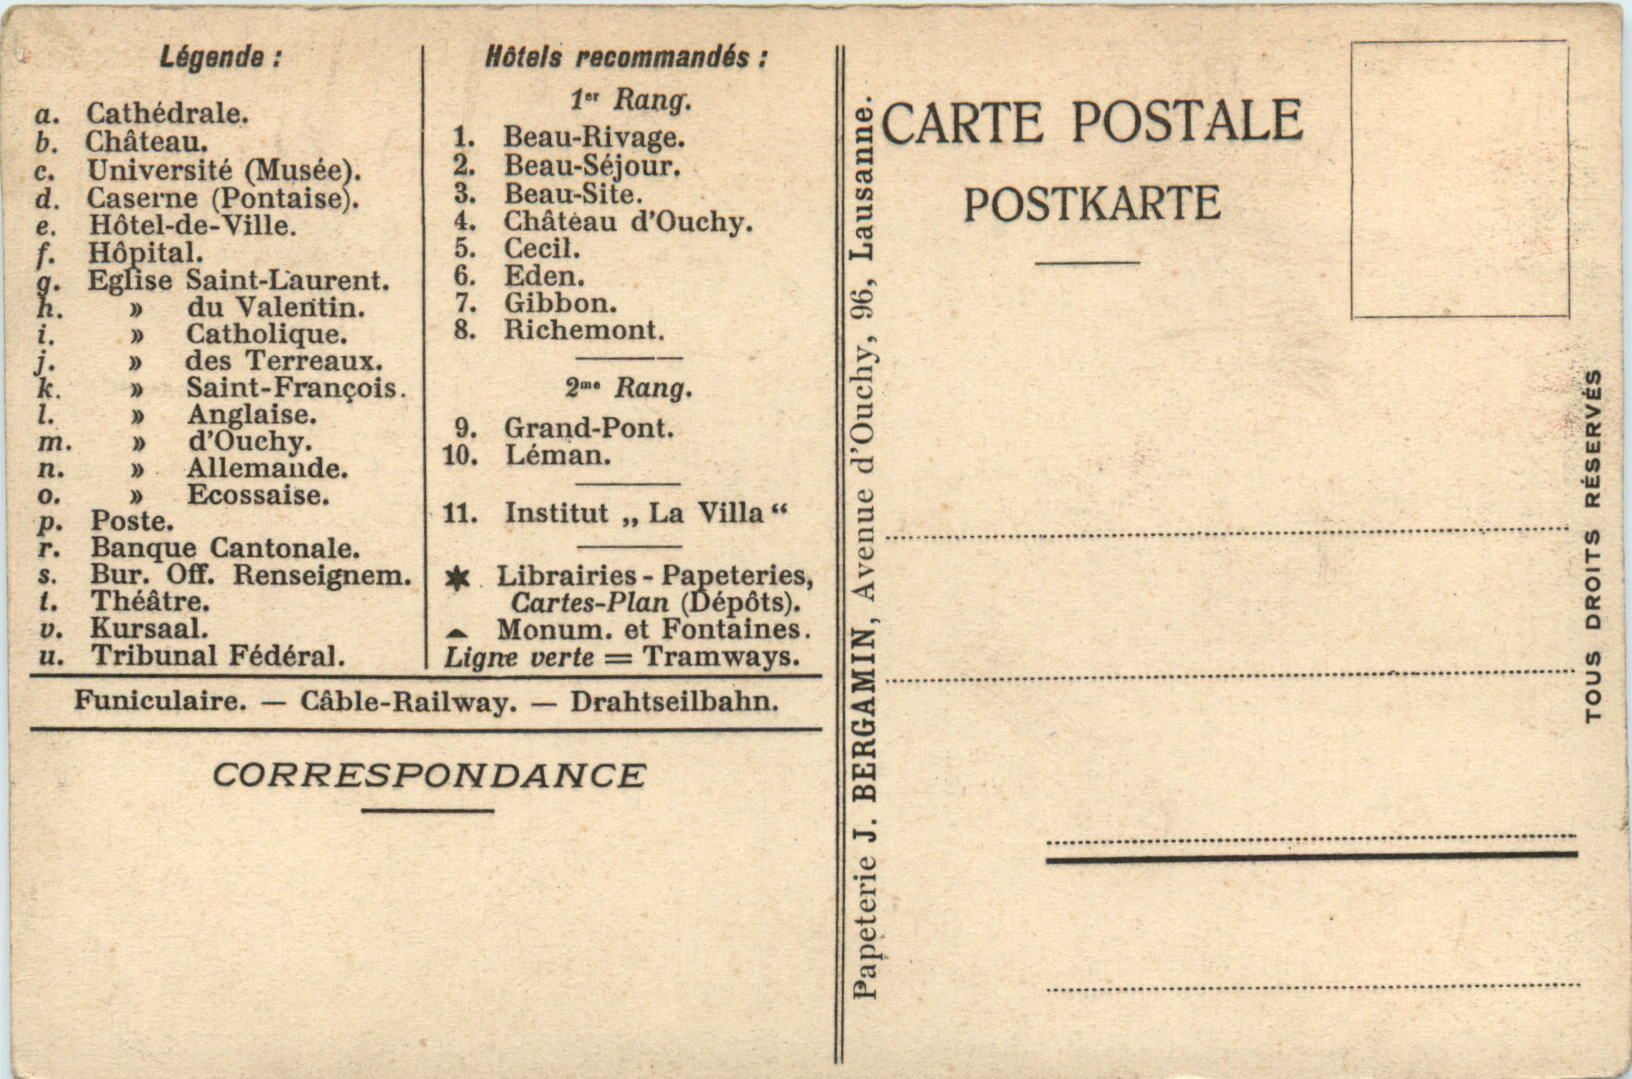 Légende :
a. Cathédrale.
b. Château.
c. Université (Musée).
d. Caserne (Pontaise).
e. Hôtel-de-Ville.
f. Hôpital.
g. Eglise Saint-Laurent.
h. » du Valentin.
i. » Catholique.
j. » des Terreaux.
k. » Saint-François.
l. » Anglaise.
m. » d'Ouchy.
n. » Allemande.
o. » Ecossaise.
p. Poste.
r. Banque Cantonale.
s. Bur. Off. Renseignem.
t. Théâtre.
v. Kursaal.
u. Tribunal Fédéral.
Hôtels recommandés :
1er Rang.
1. Beau-Rivage.
2. Beau-Séjour.
3. Beau-Site.
4. Château d'Ouchy.
5. Cecil.
6. Eden.
7. Gibbon.
8. Richemont.
2me Rang.
9. Grand-Pont.
10. Léman.
11. Institut „ La Villa “
✶ Librairies - Papeteries,
Cartes-Plan (Dépôts).
Monum. et Fontaines.
Ligne verte = Tramways.
Funiculaire. — Câble-Railway. — Drahtseilbahn.
CORRESPONDANCE
Papeterie J. BERGAMIN, Avenue d'Ouchy, 96, Lausanne.
CARTE POSTALE
POSTKARTE
TOUS DROITS RÉSERVÉS